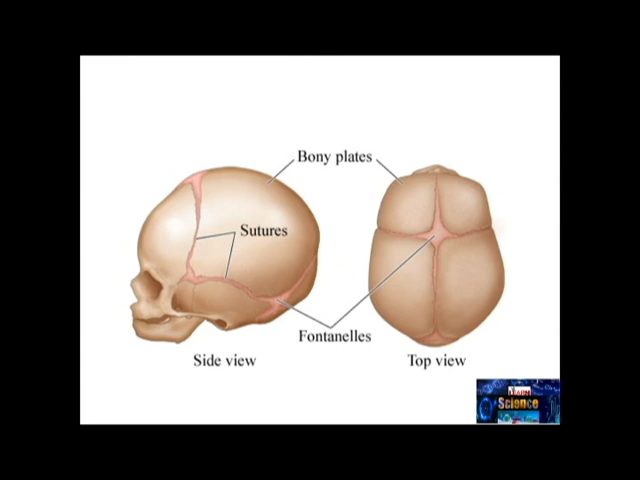 Bony plates
Sutures
Fontanelles
Side view
Top view
Science